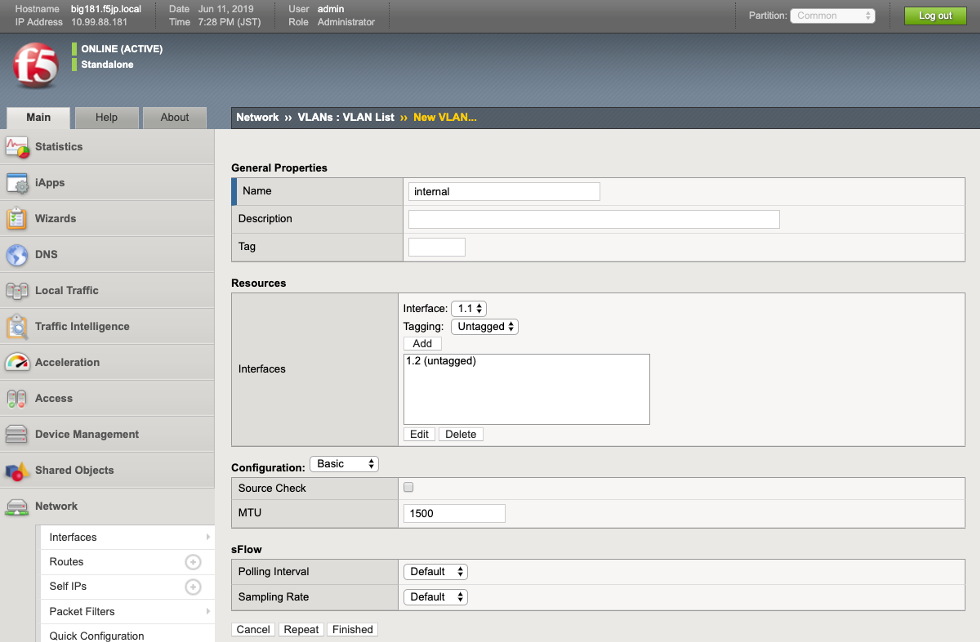 Hostname big181.f5jp.local Date Jun 11, 2019 User admin Partition: Common Log out
IP Address 10.99.88.181 Time 7:28 PM (JST) Role Administrator
f5
ONLINE (ACTIVE)
Standalone
Main Help About
Network ›› VLANs : VLAN List ›› New VLAN...
Statistics
iApps
Wizards
DNS
Local Traffic
Traffic Intelligence
Acceleration
Access
Device Management
Shared Objects
Network
Interfaces
Routes
Self IPs
Packet Filters
Quick Configuration
General Properties
Name internal
Description
Tag
Resources
Interfaces
Interface: 1.1
Tagging: Untagged
Add
1.2 (untagged)
Edit Delete
Configuration: Basic
Source Check
MTU 1500
sFlow
Polling Interval Default
Sampling Rate Default
Cancel Repeat Finished